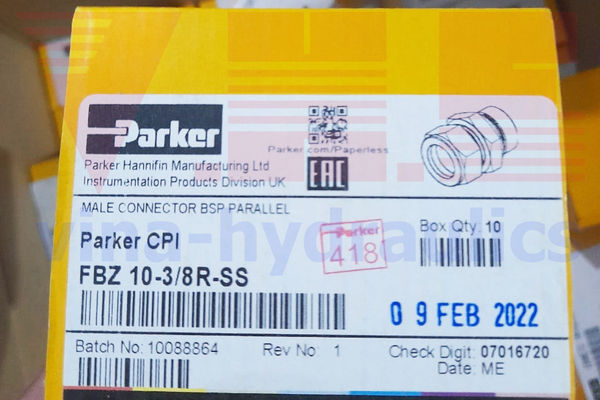 Parker
Parker.com/Paperless
Parker Hannifin Manufacturing Ltd
Instrumentation Products Division UK
EAC
MALE CONNECTOR BSP PARALLEL
vina-hydraulics
Parker CPI
Parker
418
Box Qty: 10
FBZ 10-3/8R-SS
09 FEB 2022
Batch No: 10088864
Rev No: 1
Check Digit: 07016720
Date: ME